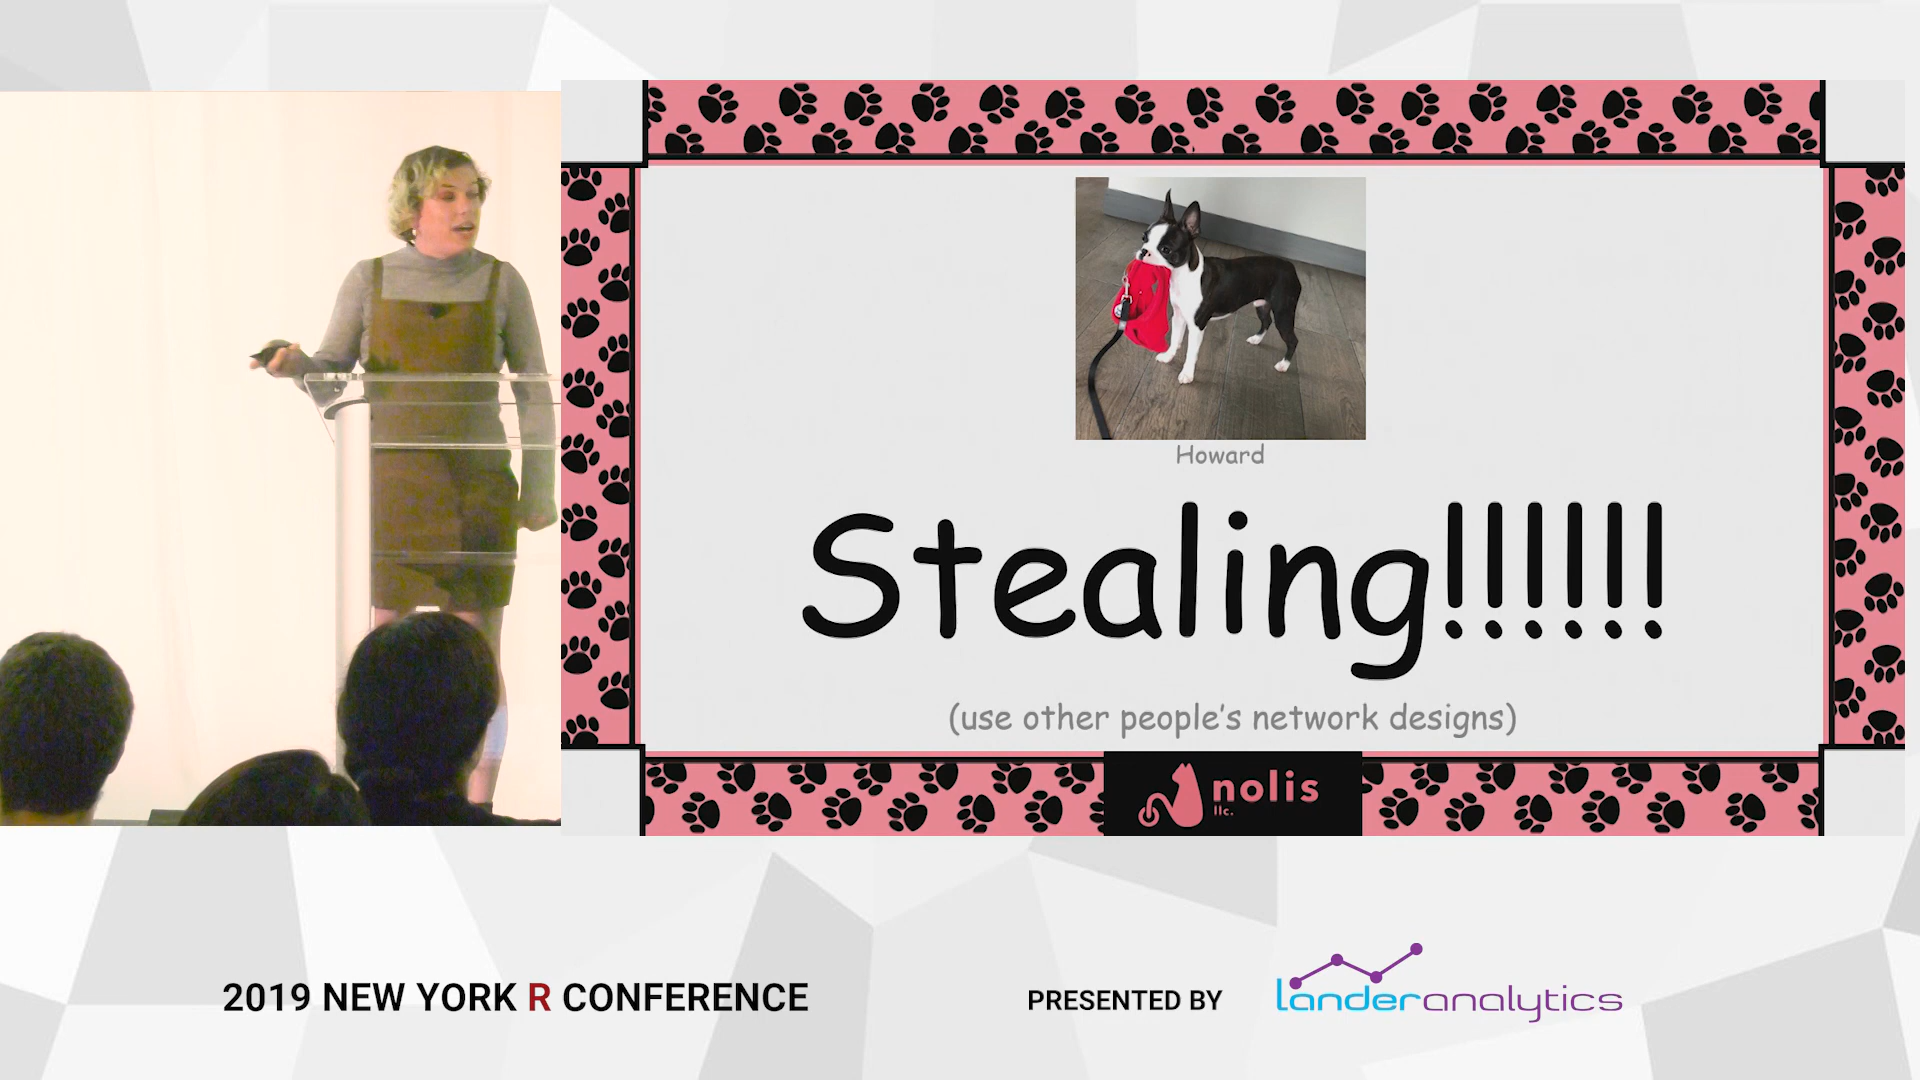 Howard
Stealing!!!!!!
(use other people's network designs)
nolis
llc.
2019 NEW YORK R CONFERENCE
PRESENTED BY
landeranalytics